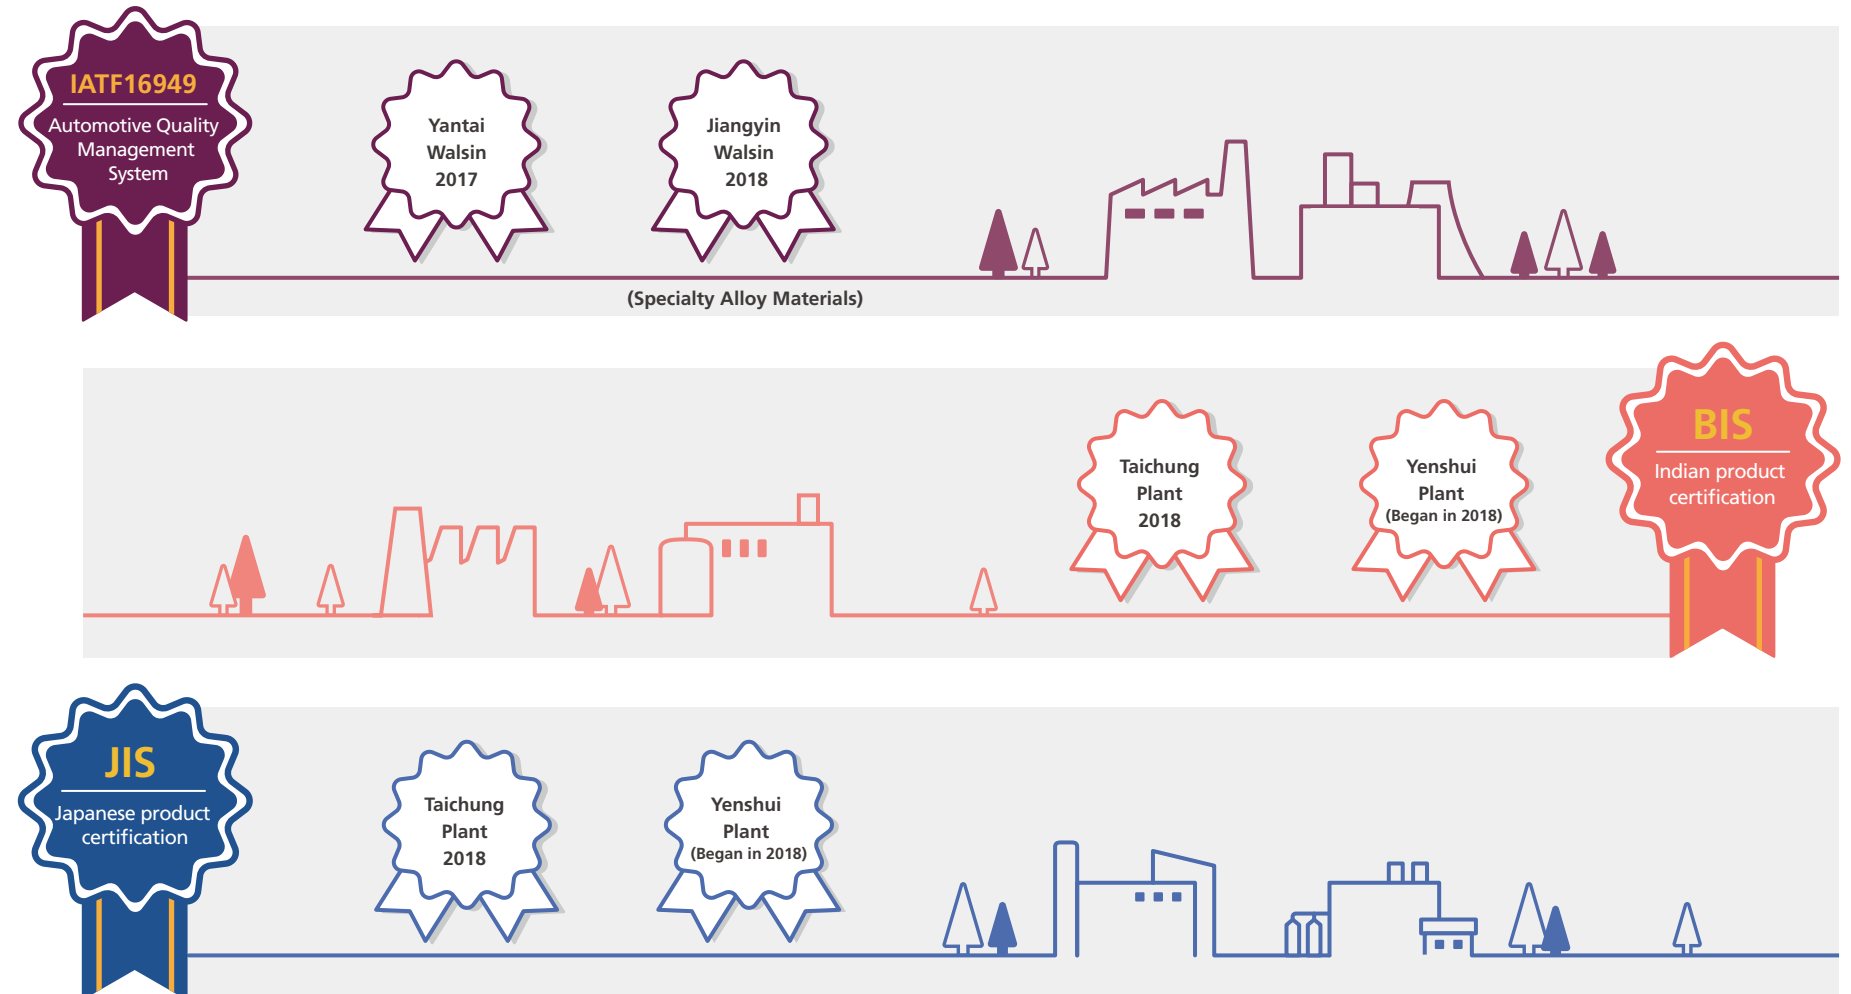 IATF16949
Automotive Quality
Management
System
Yantai
Walsin
2017
Jiangyin
Walsin
2018
(Specialty Alloy Materials)
Taichung
Plant
2018
Yenshui
Plant
(Began in 2018)
BIS
Indian product
certification
JIS
Japanese product
certification
Taichung
Plant
2018
Yenshui
Plant
(Began in 2018)